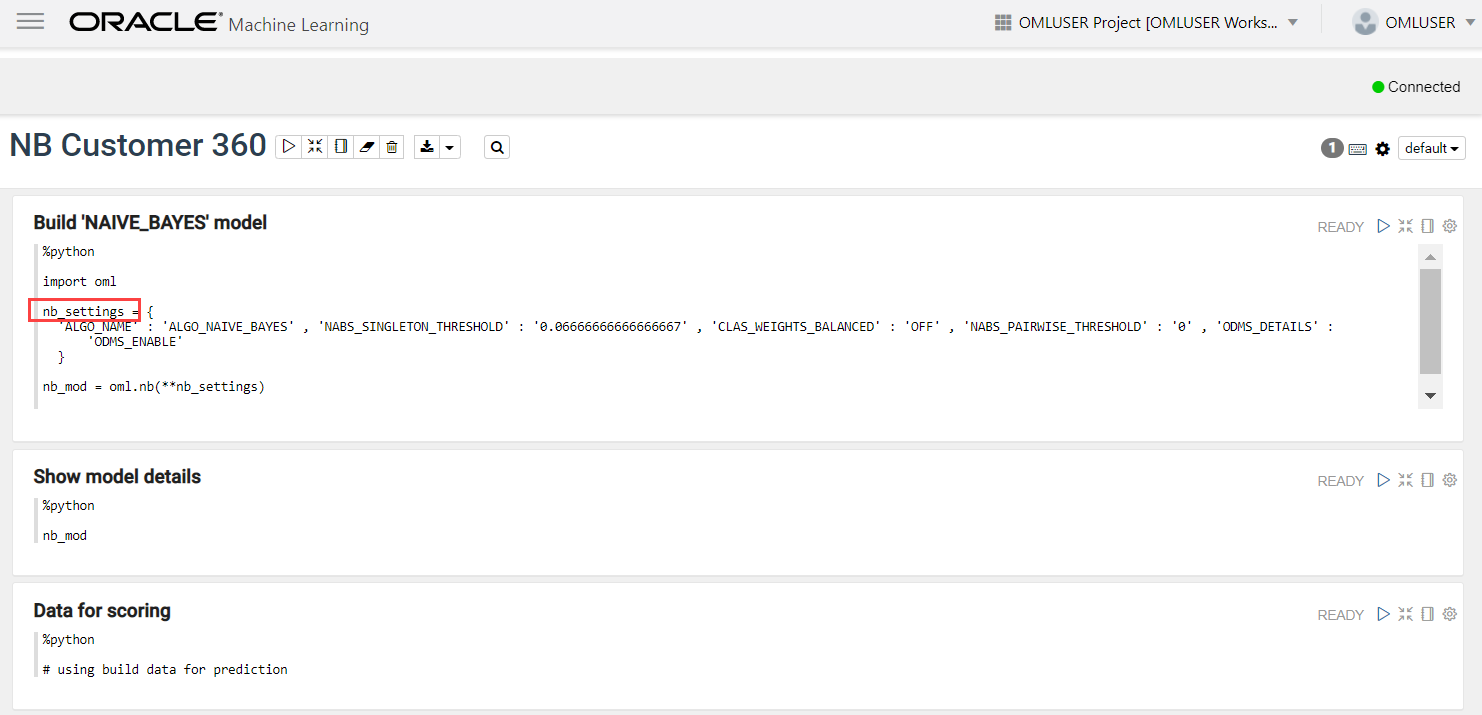 ORACLE Machine Learning
OMLUSER Project [OMLUSER Works...
OMLUSER
Connected
NB Customer 360
1
default
Build 'NAIVE_BAYES' model
READY
%python
import oml
nb_settings = {
'ALGO_NAME' : 'ALGO_NAIVE_BAYES' , 'NABS_SINGLETON_THRESHOLD' : '0.06666666666666667' , 'CLAS_WEIGHTS_BALANCED' : 'OFF' , 'NABS_PAIRWISE_THRESHOLD' : '0' , 'ODMS_DETAILS' :
'ODMS_ENABLE'
}
nb_mod = oml.nb(**nb_settings)
Show model details
READY
%python
nb_mod
Data for scoring
READY
%python
# using build data for prediction